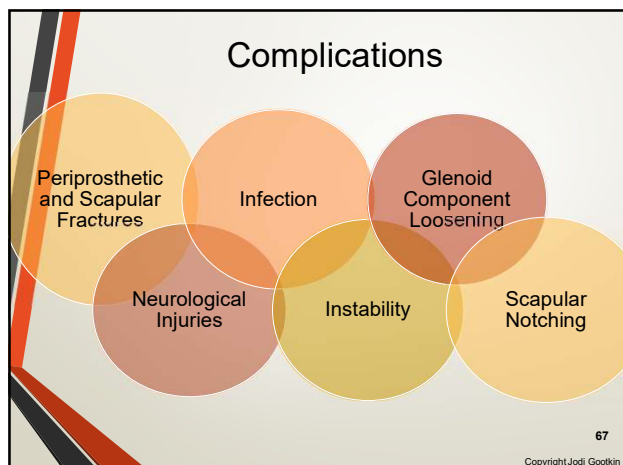 Complications
Periprosthetic
and Scapular
Fractures
Infection
Glenoid
Component
Loosening
Neurological
Injuries
Instability
Scapular
Notching
67
Copyright Jodi Gootkin